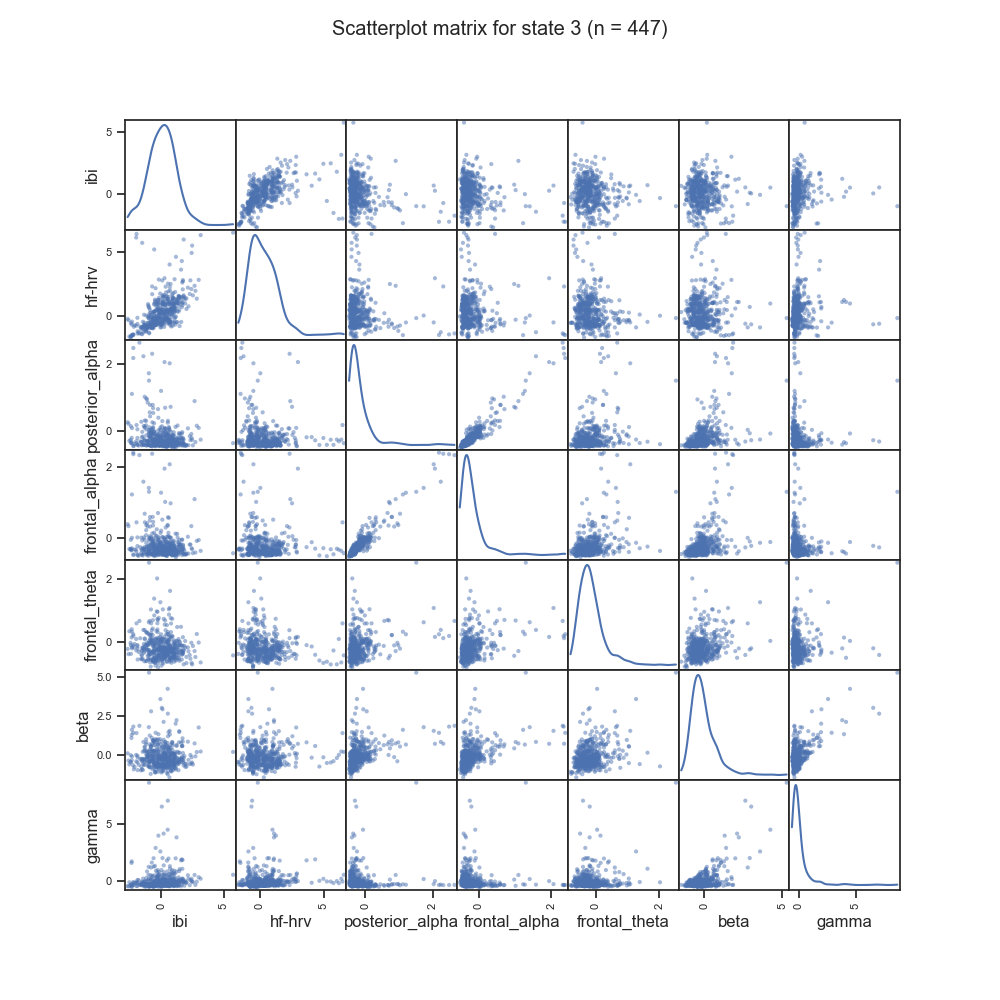 Scatterplot matrix for state 3 (n = 447)
ibi
5
0
hf-hrv
5
0
posterior_alpha
2
0
frontal_alpha
2
0
frontal_theta
2
0
beta
5.0
2.5
0.0
gamma
5
0
0 5 0 5 0 2 0 2 0 2 0 5 0 5
ibi hf-hrv posterior_alpha frontal_alpha frontal_theta beta gamma